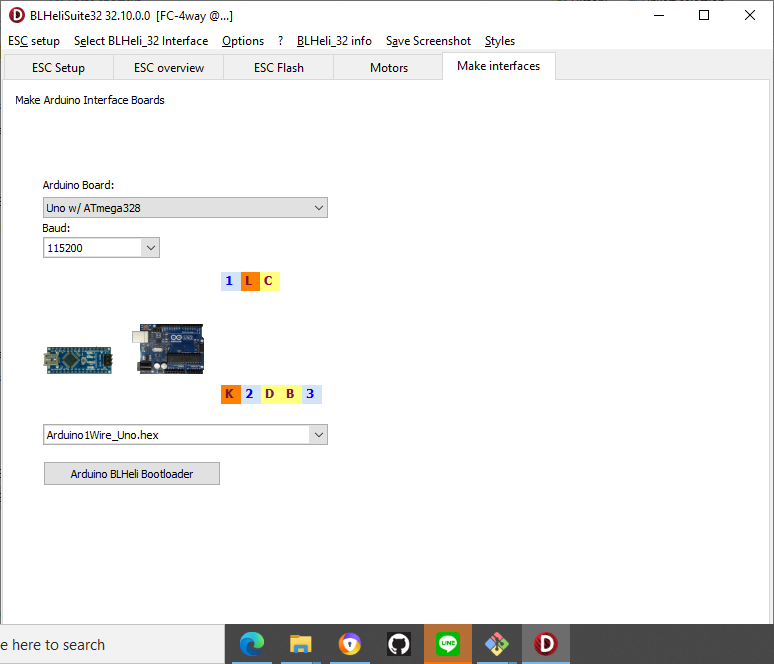 BLHeliSuite32 32.10.0.0 [FC-4way @...]
ESC setup Select BLHeli_32 Interface Options ? BLHeli_32 info Save Screenshot Styles
ESC Setup ESC overview ESC Flash Motors Make interfaces
Make Arduino Interface Boards
Arduino Board:
Uno w/ ATmega328
Baud:
115200
1 L C
K 2 D B 3
Arduino1Wire_Uno.hex
Arduino BLHeli Bootloader
e here to search
LINE